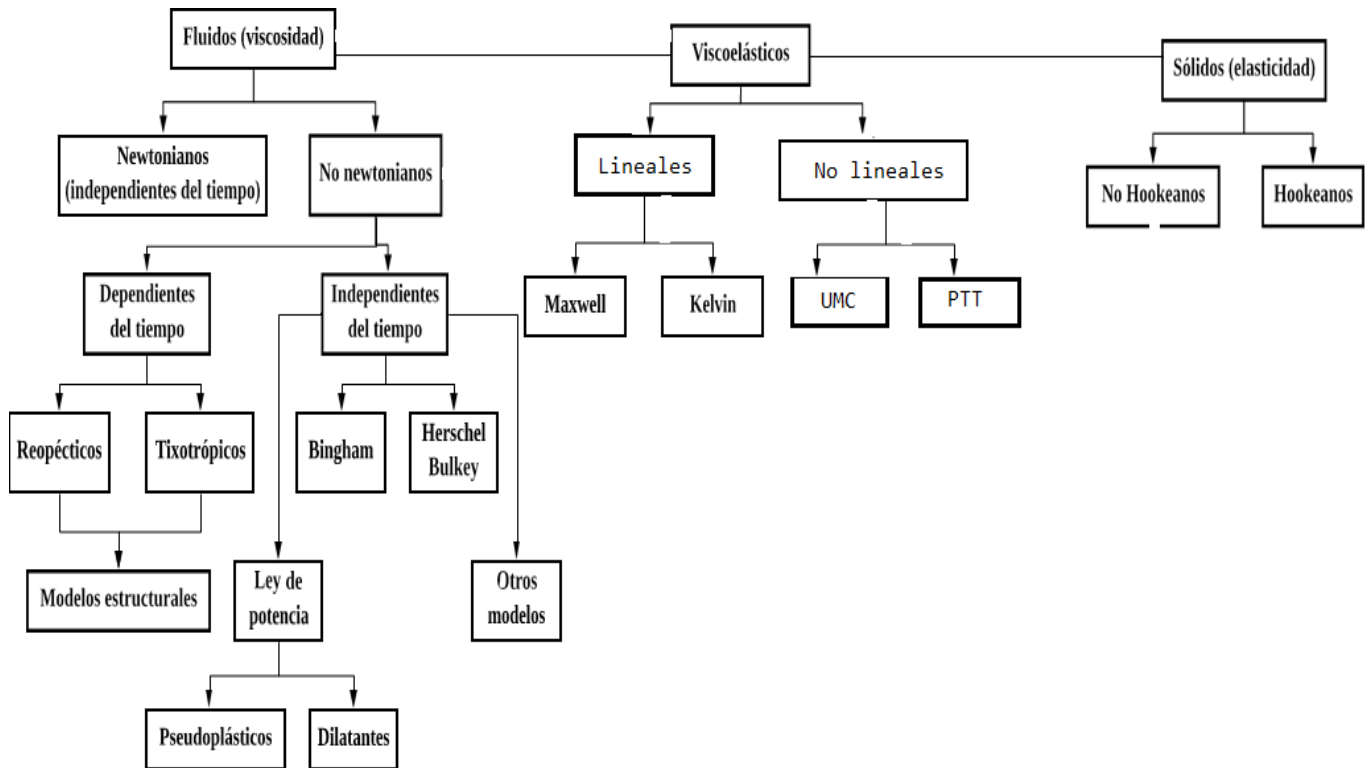 Fluidos (viscosidad)
Viscoelásticos
Sólidos (elasticidad)
Newtonianos
(independientes del tiempo)
No newtonianos
Lineales
No lineales
No Hookeanos
Hookeanos
Dependientes
del tiempo
Independientes
del tiempo
Maxwell
Kelvin
UMC
PTT
Reopécticos
Tixotrópicos
Bingham
Herschel
Bulkey
Modelos estructurales
Ley de
potencia
Otros
modelos
Pseudoplásticos
Dilatantes